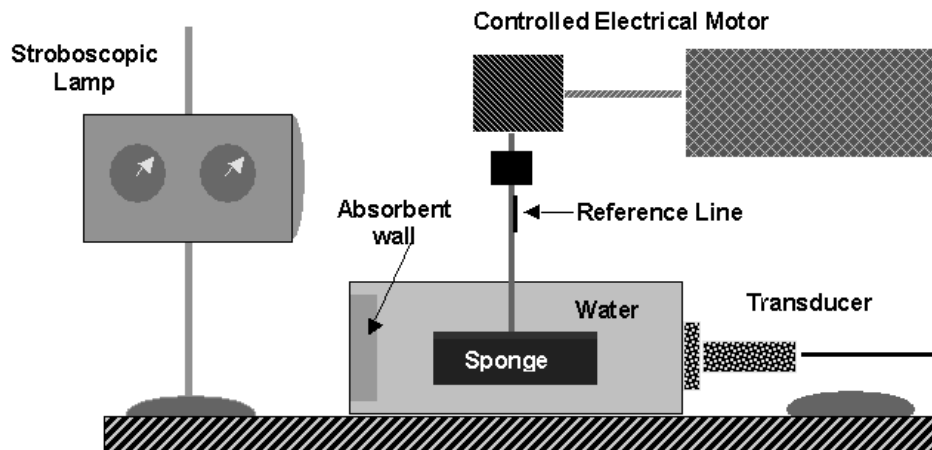 Controlled Electrical Motor
Stroboscopic
Lamp
Absorbent
wall
Reference Line
Water
Transducer
Sponge